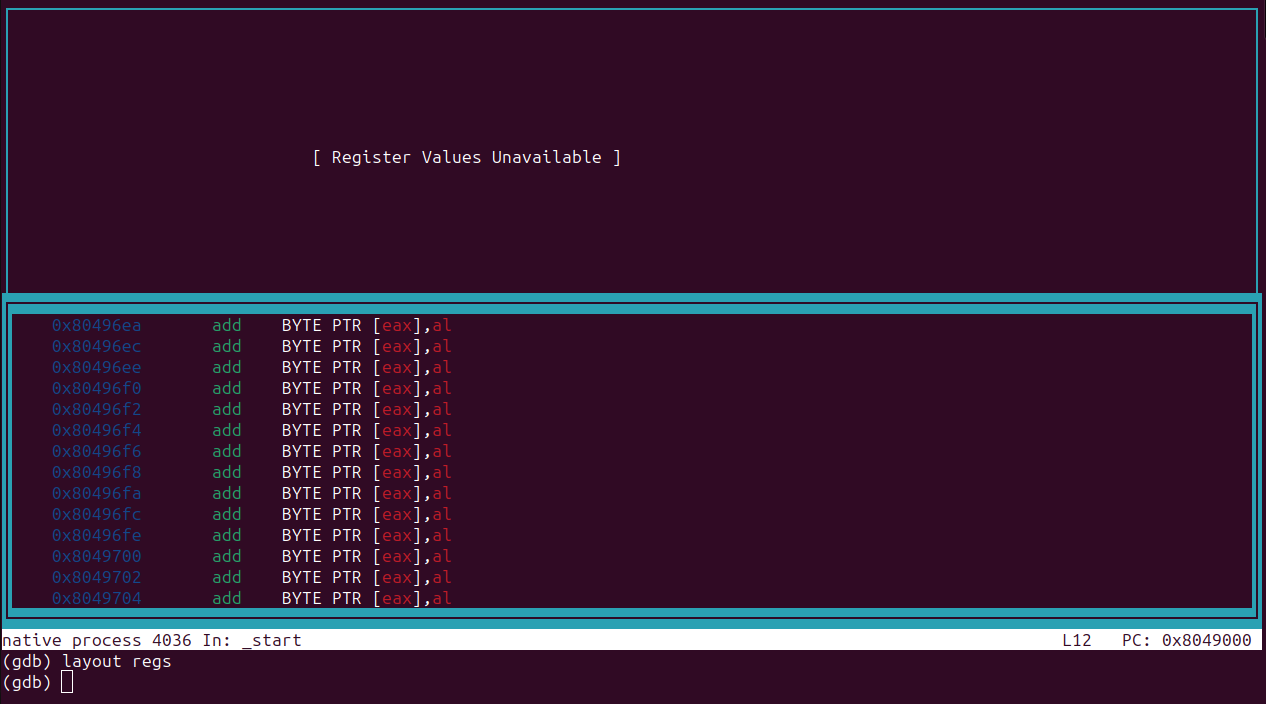 [ Register Values Unavailable ]
0x80496ea add BYTE PTR [eax],al
0x80496ec add BYTE PTR [eax],al
0x80496ee add BYTE PTR [eax],al
0x80496f0 add BYTE PTR [eax],al
0x80496f2 add BYTE PTR [eax],al
0x80496f4 add BYTE PTR [eax],al
0x80496f6 add BYTE PTR [eax],al
0x80496f8 add BYTE PTR [eax],al
0x80496fa add BYTE PTR [eax],al
0x80496fc add BYTE PTR [eax],al
0x80496fe add BYTE PTR [eax],al
0x8049700 add BYTE PTR [eax],al
0x8049702 add BYTE PTR [eax],al
0x8049704 add BYTE PTR [eax],al
native process 4036 In: _start L12 PC: 0x8049000
(gdb) layout regs
(gdb)